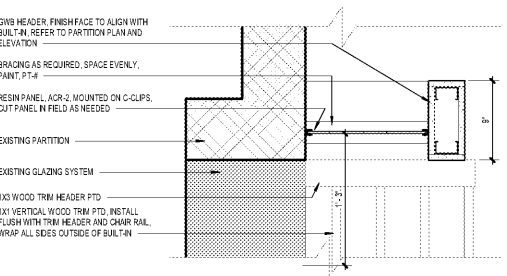 GWB HEADER, FINISH FACE TO ALIGN WITH
BUILT-IN, REFER TO PARTITION PLAN AND
ELEVATION
BRACING AS REQUIRED, SPACE EVENLY,
PAINT, PT-#
RESIN PANEL, ACR-2, MOUNTED ON C-CLIPS,
CUT PANEL IN FIELD AS NEEDED
EXISTING PARTITION
EXISTING GLAZING SYSTEM
1X3 WOOD TRIM HEADER PTD
1X1 VERTICAL WOOD TRIM PTD, INSTALL
FLUSH WITH TRIM HEADER AND CHAIR RAIL,
WRAP ALL SIDES OUTSIDE OF BUILT-IN
9"
1' - 3"